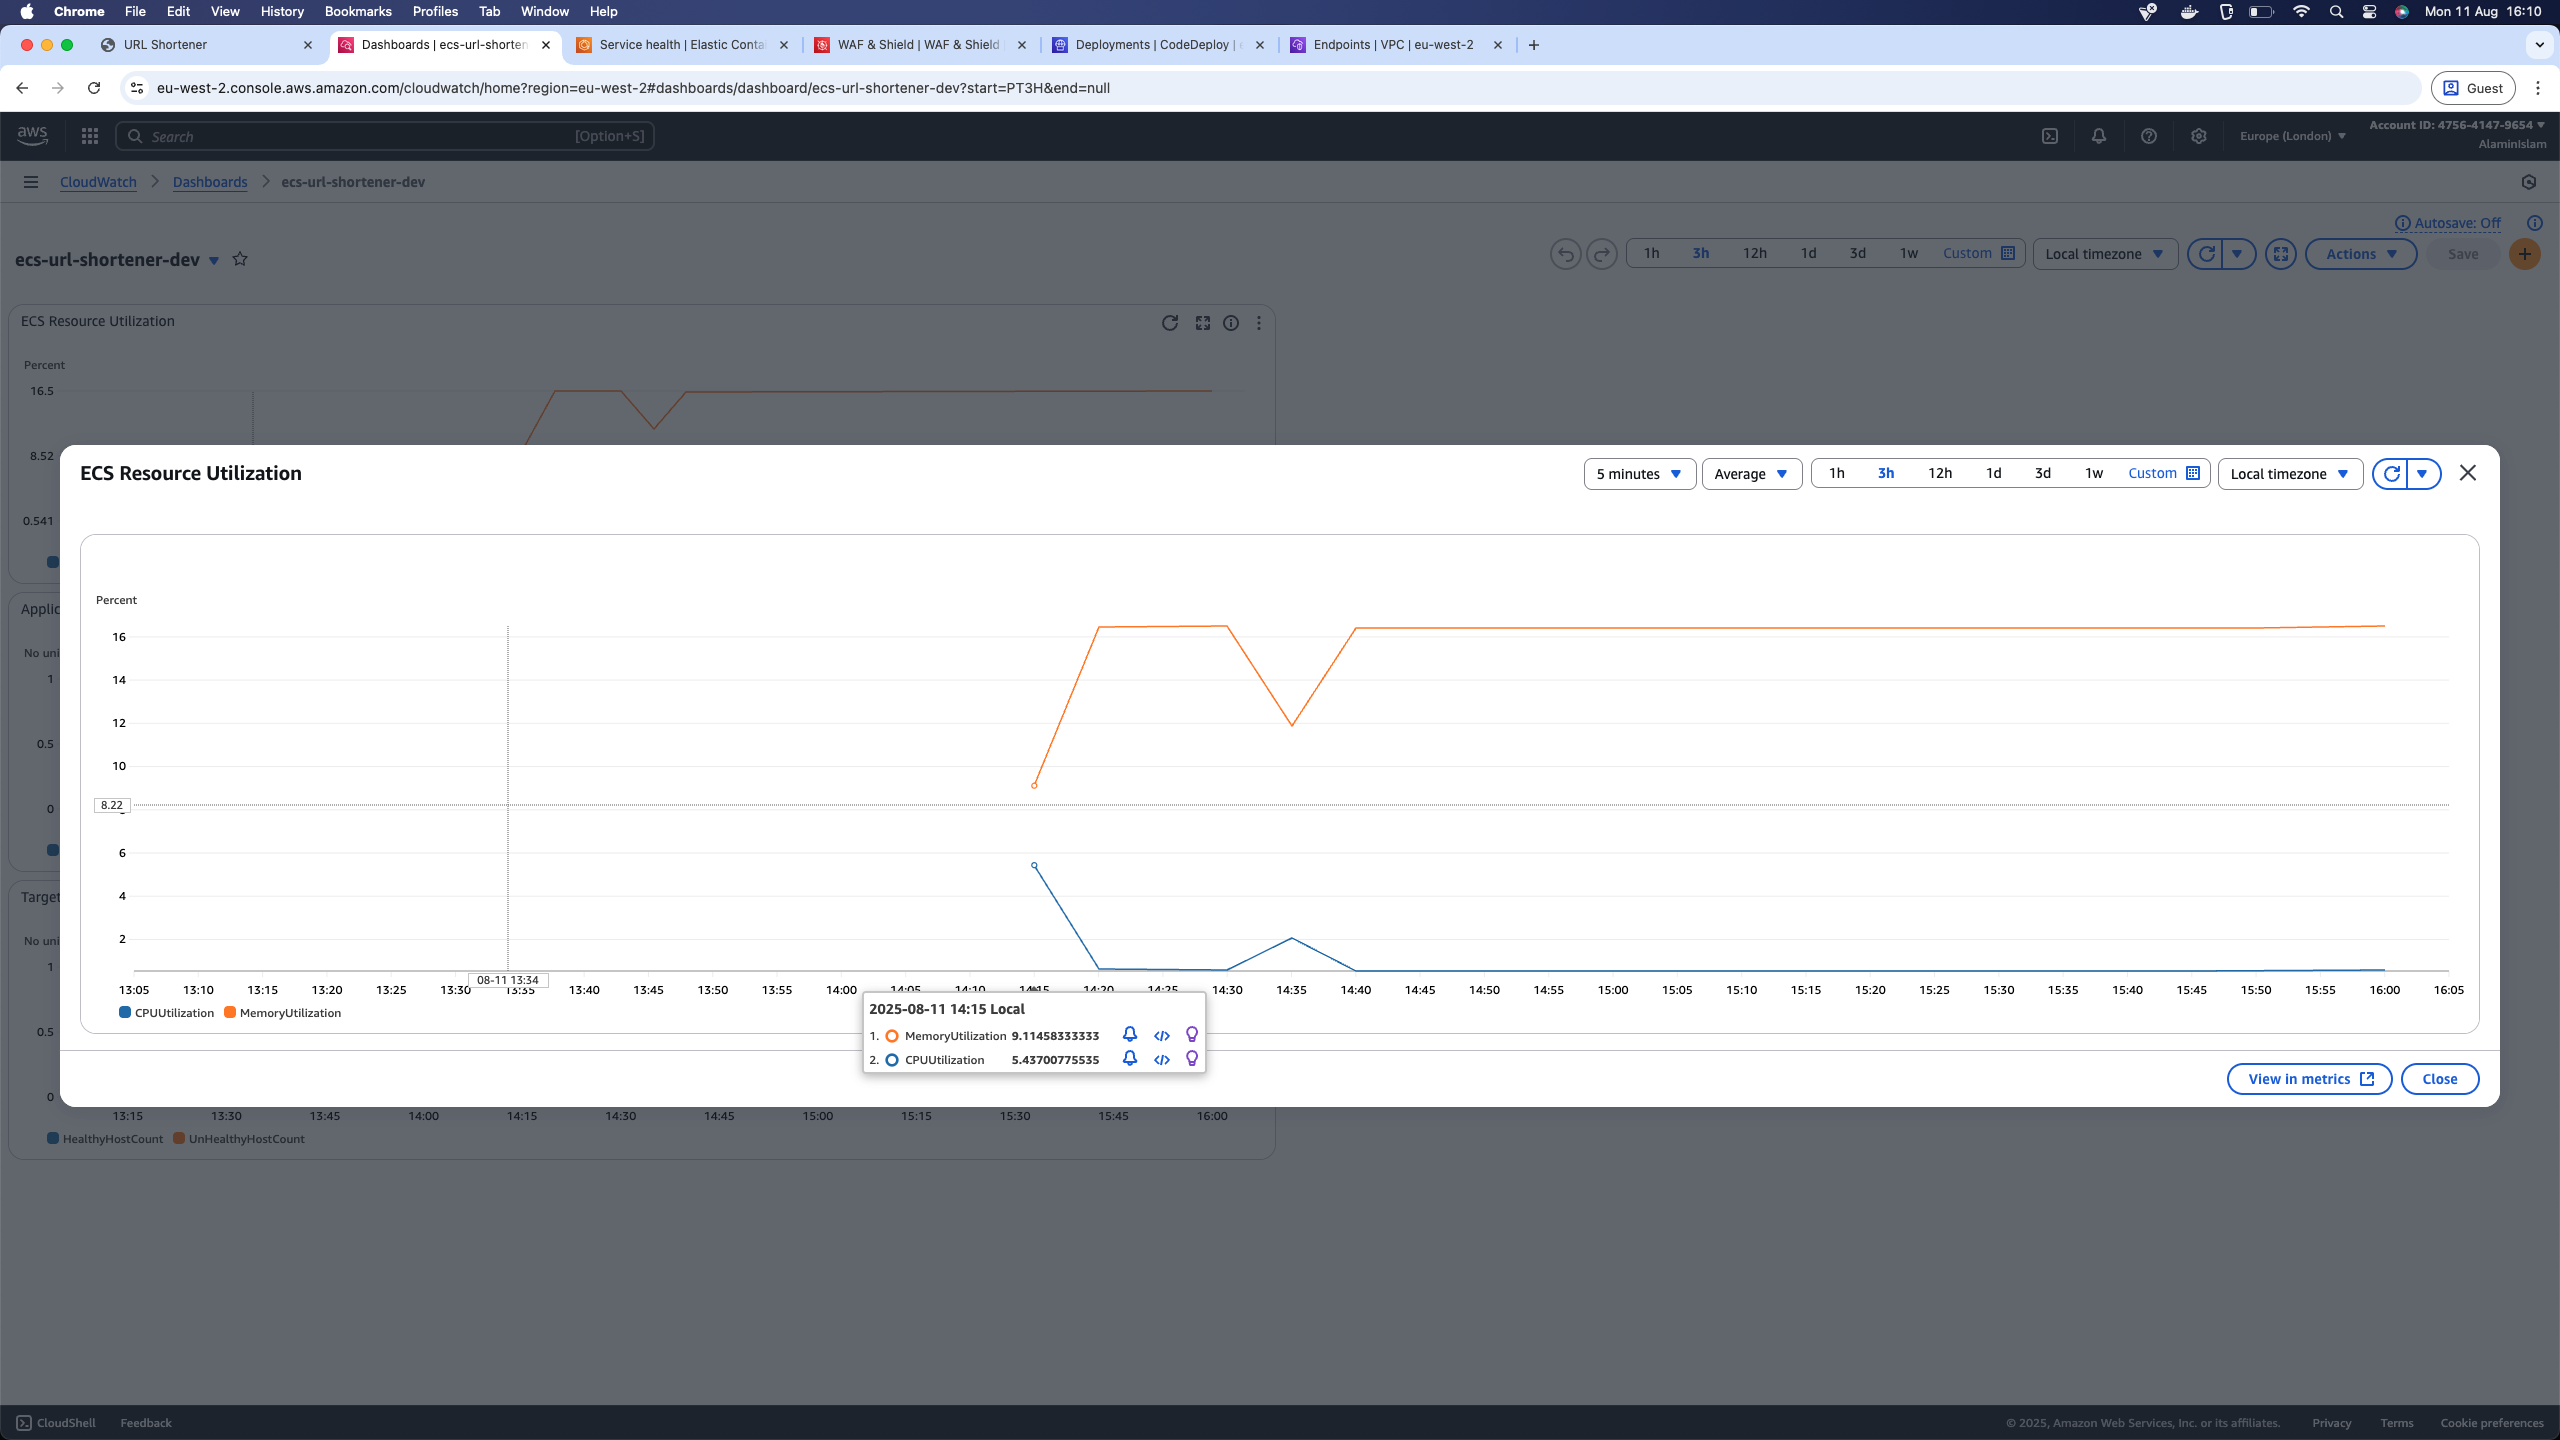 Chrome File Edit View History Bookmarks Profiles Tab Window Help Mon 11 Aug 16:10
URL Shortener Dashboards | ecs-url-shorten Service health | Elastic Conta WAF & Shield | WAF & Shield Deployments | CodeDeploy | Endpoints | VPC | eu-west-2
eu-west-2.console.aws.amazon.com/cloudwatch/home?region=eu-west-2#dashboards/dashboard/ecs-url-shortener-dev?start=PT3H&end=null Guest
aws Search [Option+S] Europe (London) Account ID: 4756-4147-9654
AlaminIslam
CloudWatch Dashboards ecs-url-shortener-dev
Autosave: Off
ecs-url-shortener-dev 1h 3h 12h 1d 3d 1w Custom Local timezone Actions Save
ECS Resource Utilization
Percent
16.5
8.52
0.541
Applic
No uni
1
0.5
0
Target
No uni
1
0.5
0
ECS Resource Utilization 5 minutes Average 1h 3h 12h 1d 3d 1w Custom Local timezone
Percent
16
14
12
10
8.22
6
4
2
08-11 13:34
13:05 13:10 13:15 13:20 13:25 13:30 13:35 13:40 13:45 13:50 13:55 14:00 14:05 14:10 14:15 14:20 14:25 14:30 14:35 14:40 14:45 14:50 14:55 15:00 15:05 15:10 15:15 15:20 15:25 15:30 15:35 15:40 15:45 15:50 15:55 16:00 16:05
CPUUtilization MemoryUtilization
2025-08-11 14:15 Local
1. MemoryUtilization 9.11458333333
2. CPUUtilization 5.43700775535
View in metrics Close
13:15 13:30 13:45 14:00 14:15 14:30 14:45 15:00 15:15 15:30 15:45 16:00
HealthyHostCount UnHealthyHostCount
CloudShell Feedback © 2025, Amazon Web Services, Inc. or its affiliates. Privacy Terms Cookie preferences